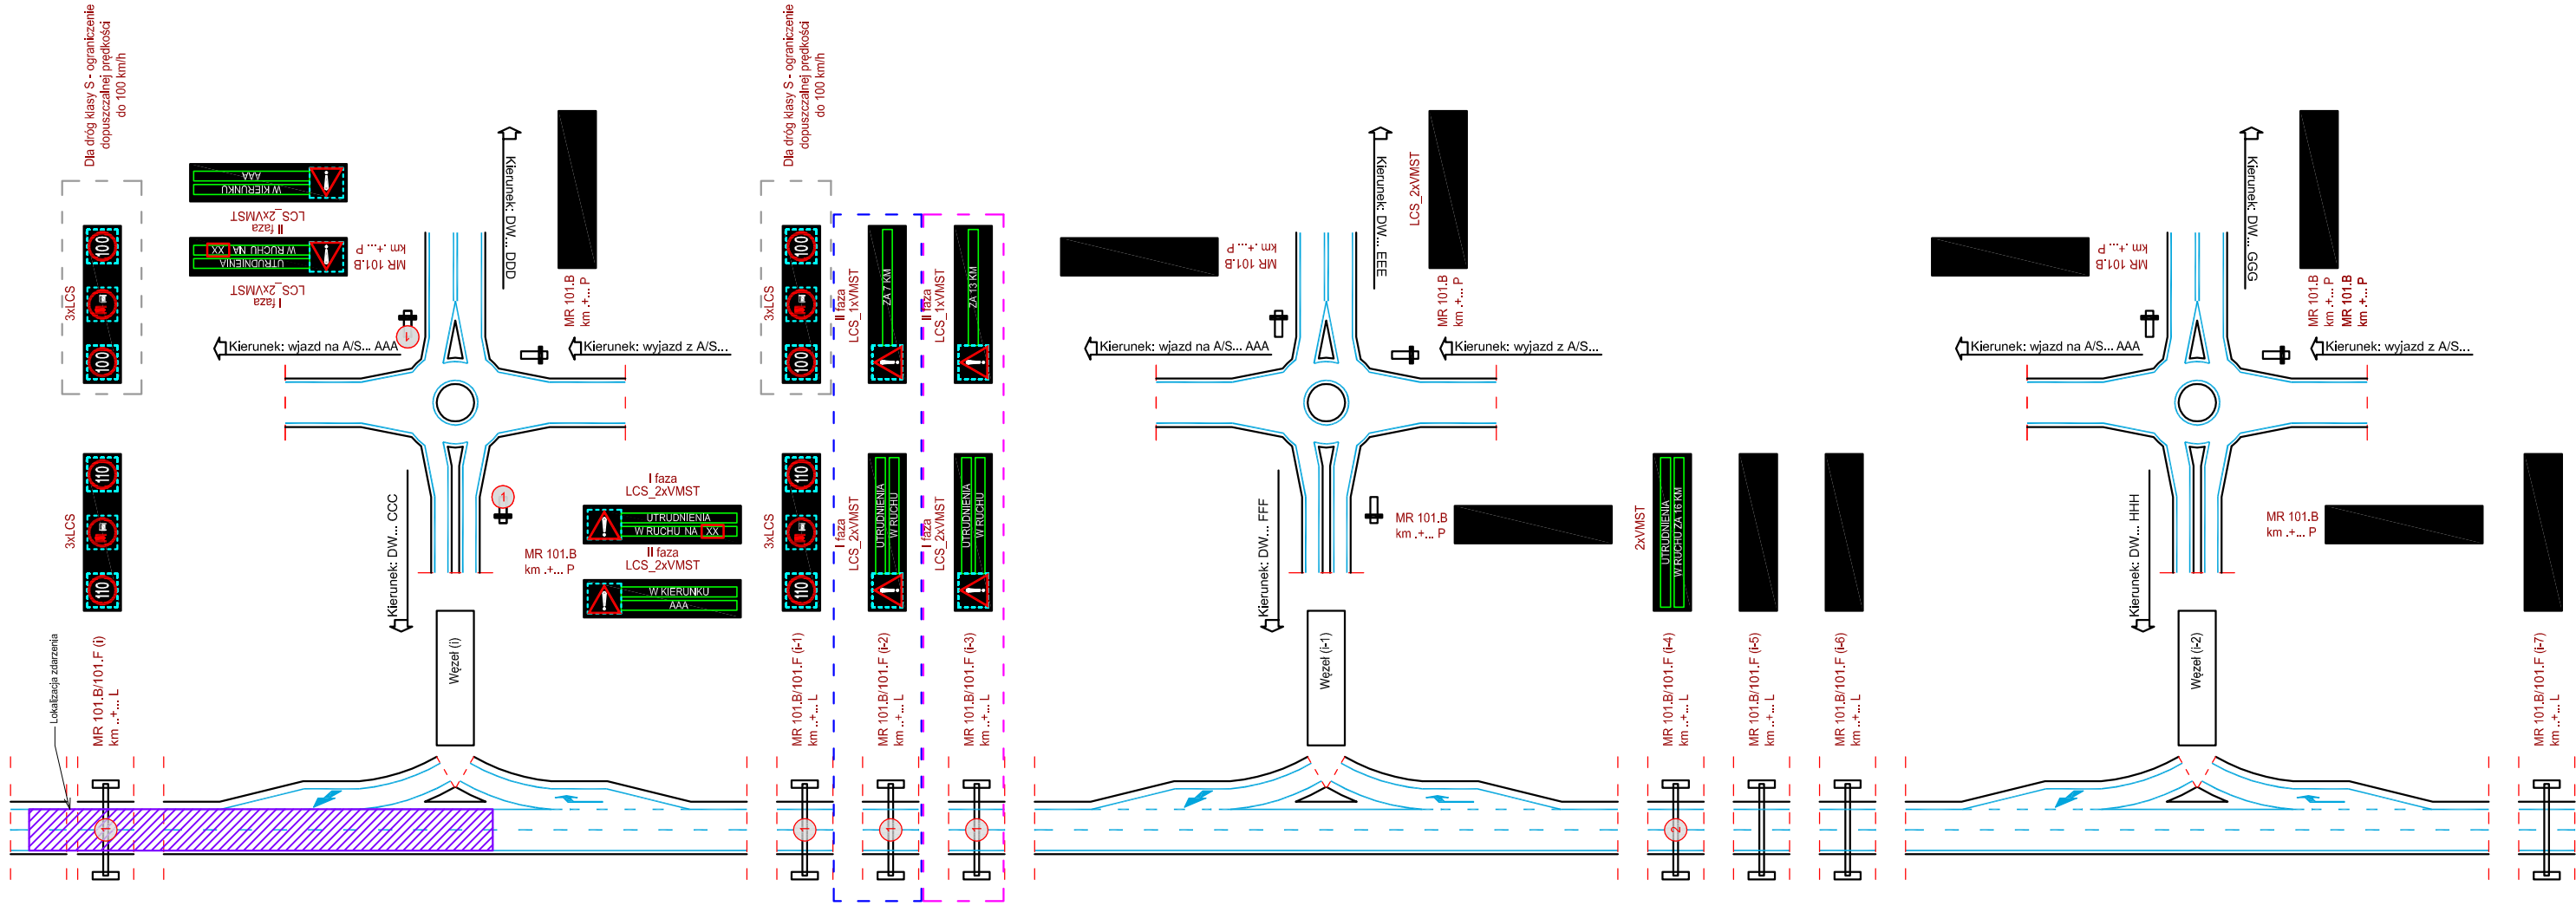 Dla dróg klasy S - ograniczenie
dopuszczalnej prędkości
do 100 km/h
3xLCS
100
100
3xLCS
110
110
Lokalizacja zdarzenia
MR 101.B/101.F (i)
km ..+... L
1
W KIERUNKU
AAA
II faza
LCS_2xVMST
UTRUDNIENIA
W RUCHU NA XX
I faza
LCS_2xVMST
MR 101.B
km .+... P
1
Kierunek: DW... DDD
MR 101.B
km .+... P
Kierunek: wjazd na A/S... AAA
Kierunek: wyjazd z A/S...
Kierunek: DW... CCC
1
I faza
LCS_2xVMST
UTRUDNIENIA
W RUCHU NA XX
MR 101.B
km .+... P
II faza
LCS_2xVMST
W KIERUNKU
AAA
Węzeł (i)
Dla dróg klasy S - ograniczenie
dopuszczalnej prędkości
do 100 km/h
3xLCS
100
100
3xLCS
110
110
MR 101.B/101.F (i-1)
km ..+... L
1
II faza
LCS_1xVMST
ZA 7 KM
I faza
LCS_2xVMST
UTRUDNIENIA
W RUCHU
MR 101.B/101.F (i-2)
km ..+... L
1
II faza
LCS_1xVMST
ZA 13 KM
I faza
LCS_2xVMST
UTRUDNIENIA
W RUCHU
MR 101.B/101.F (i-3)
km ..+... L
1
MR 101.B
km .+... P
Kierunek: DW... EEE
LCS_2xVMST
MR 101.B
km .+... P
Kierunek: wjazd na A/S... AAA
Kierunek: wyjazd z A/S...
Kierunek: DW... FFF
MR 101.B
km .+... P
Węzeł (i-1)
2xVMST
UTRUDNIENIA
W RUCHU ZA 16 KM
MR 101.B/101.F (i-4)
km ..+... L
2
MR 101.B/101.F (i-5)
km ..+... L
MR 101.B/101.F (i-6)
km ..+... L
MR 101.B
km .+... P
Kierunek: DW... GGG
MR 101.B
km .+... P
MR 101.B
km .+... P
Kierunek: wjazd na A/S... AAA
Kierunek: wyjazd z A/S...
Kierunek: DW... HHH
MR 101.B
km .+... P
Węzeł (i-2)
MR 101.B/101.F (i-7)
km ..+... L